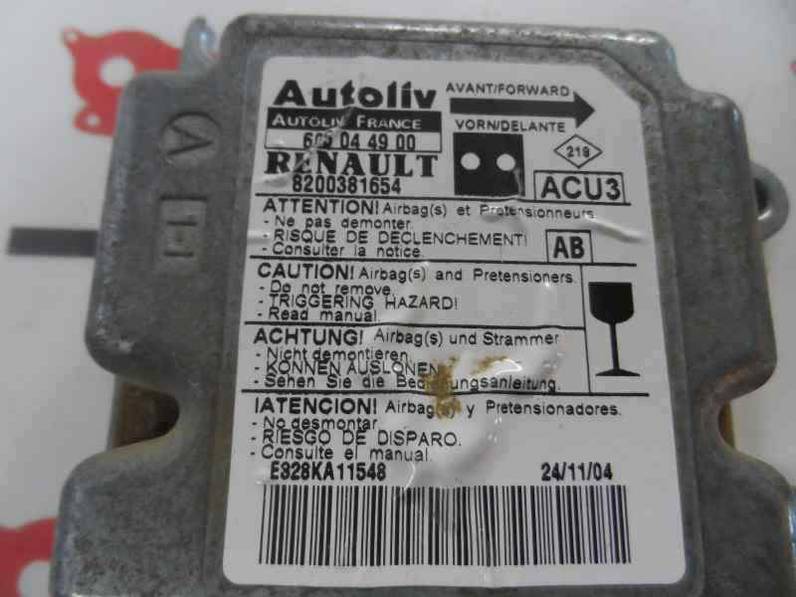 Autoliv
AVANT/FORWARD
AUTOLIV FRANCE
VORN/DELANTE
04 49 00
219
RENAULT
8200381654
ACU3
ATTENTION! Airbag(s) et Pretensionneurs
- Ne pas demonter.
- RISQUE DE DECLENCHEMENT!
- Consulter la notice.
AB
CAUTION! Airbag(s) and Pretensioners.
- Do not remove.
- TRIGGERING HAZARD!
- Read manual.
ACHTUNG! Airbag(s) und Strammer
- Nicht demontieren.
- KONNEN AUSLONEN
- Sehen Sie die Bedienungsanleitung.
IATENCION! Airbag(s) y Pretensionadores.
- No desmontar.
- RIESGO DE DISPARO.
- Consulte el manual.
E328KA11548
24/11/04